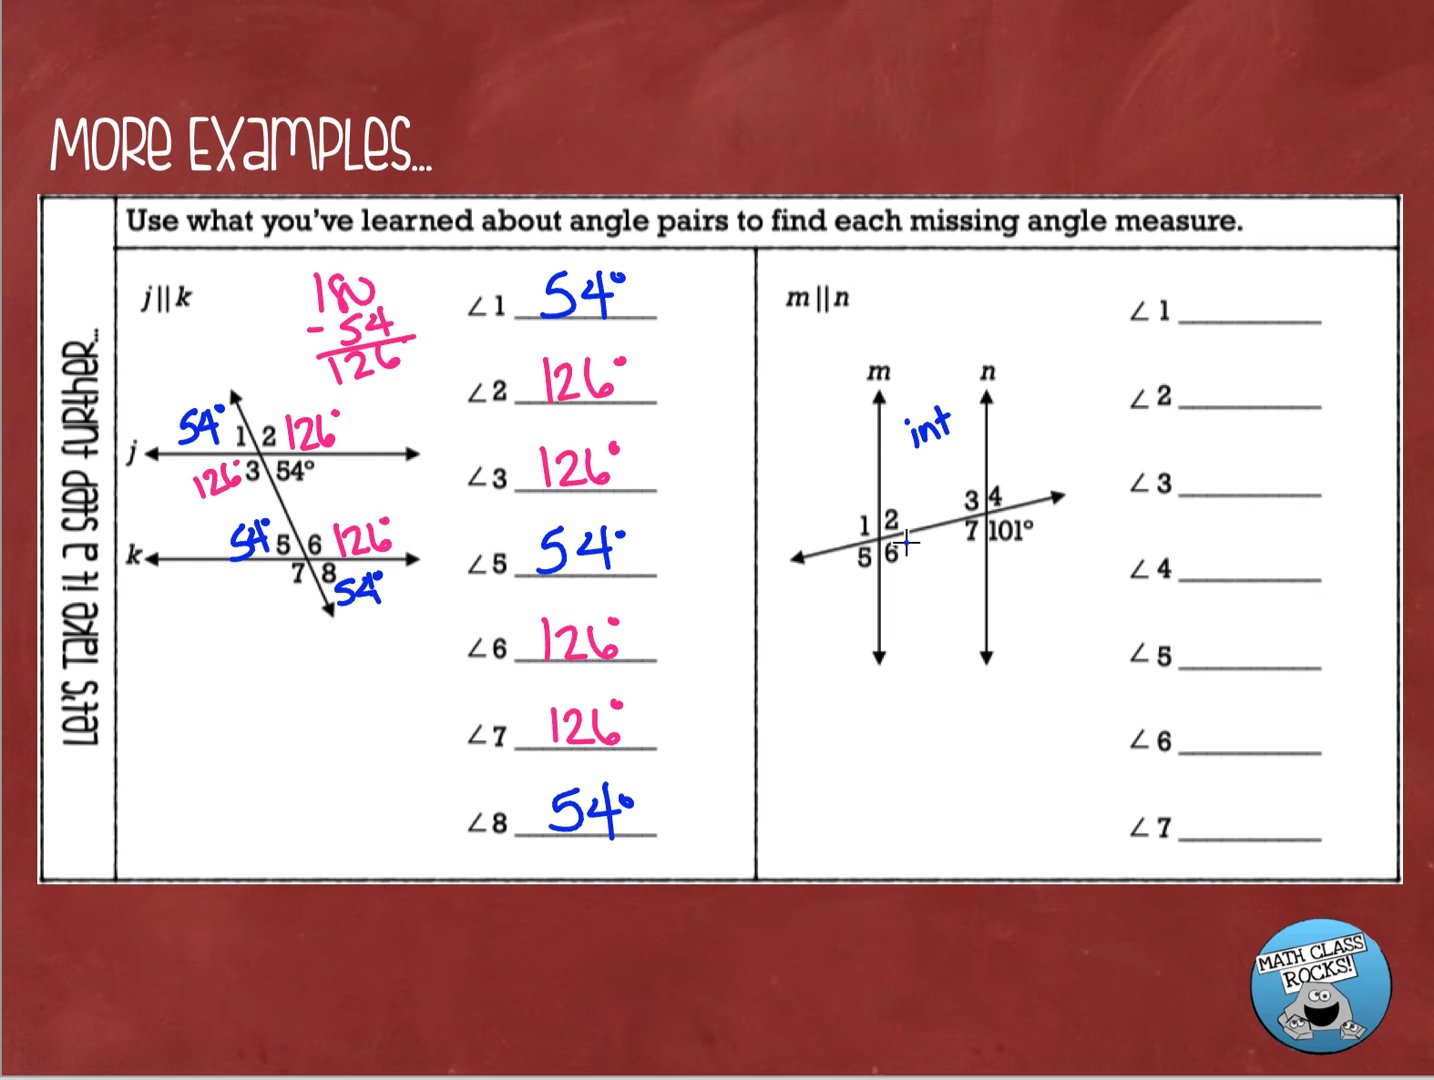 MORE EXAMPLES...
Let's Take it a step further...
Use what you've learned about angle pairs to find each missing angle measure.
j||k
180
- 54
126
54° 1 2 126°
j
126° 3 54°
54° 5 6 126°
k
7 8 54°
∠1 54°
∠2 126°
∠3 126°
∠5 54°
∠6 126°
∠7 126°
∠8 54°
m||n
m n
int
3 4
1 2 7 101°
5 6
∠1
∠2
∠3
∠4
∠5
∠6
∠7
MATH CLASS
ROCKS!